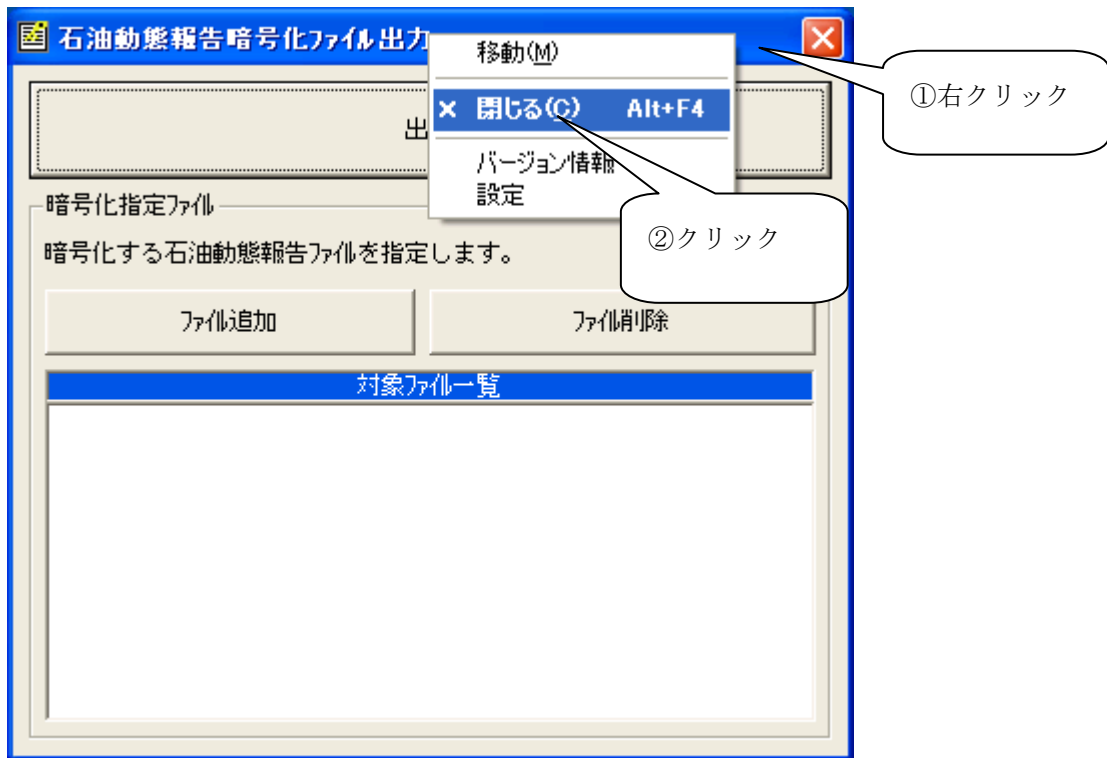 石油動態報告暗号化ファイル出力
移動(M)
①右クリック
出
× 閉じる(C) Alt+F4
バージョン情報
設定
暗号化指定ファイル
②クリック
暗号化する石油動態報告ファイルを指定します。
ファイル追加
ファイル削除
対象ファイル一覧